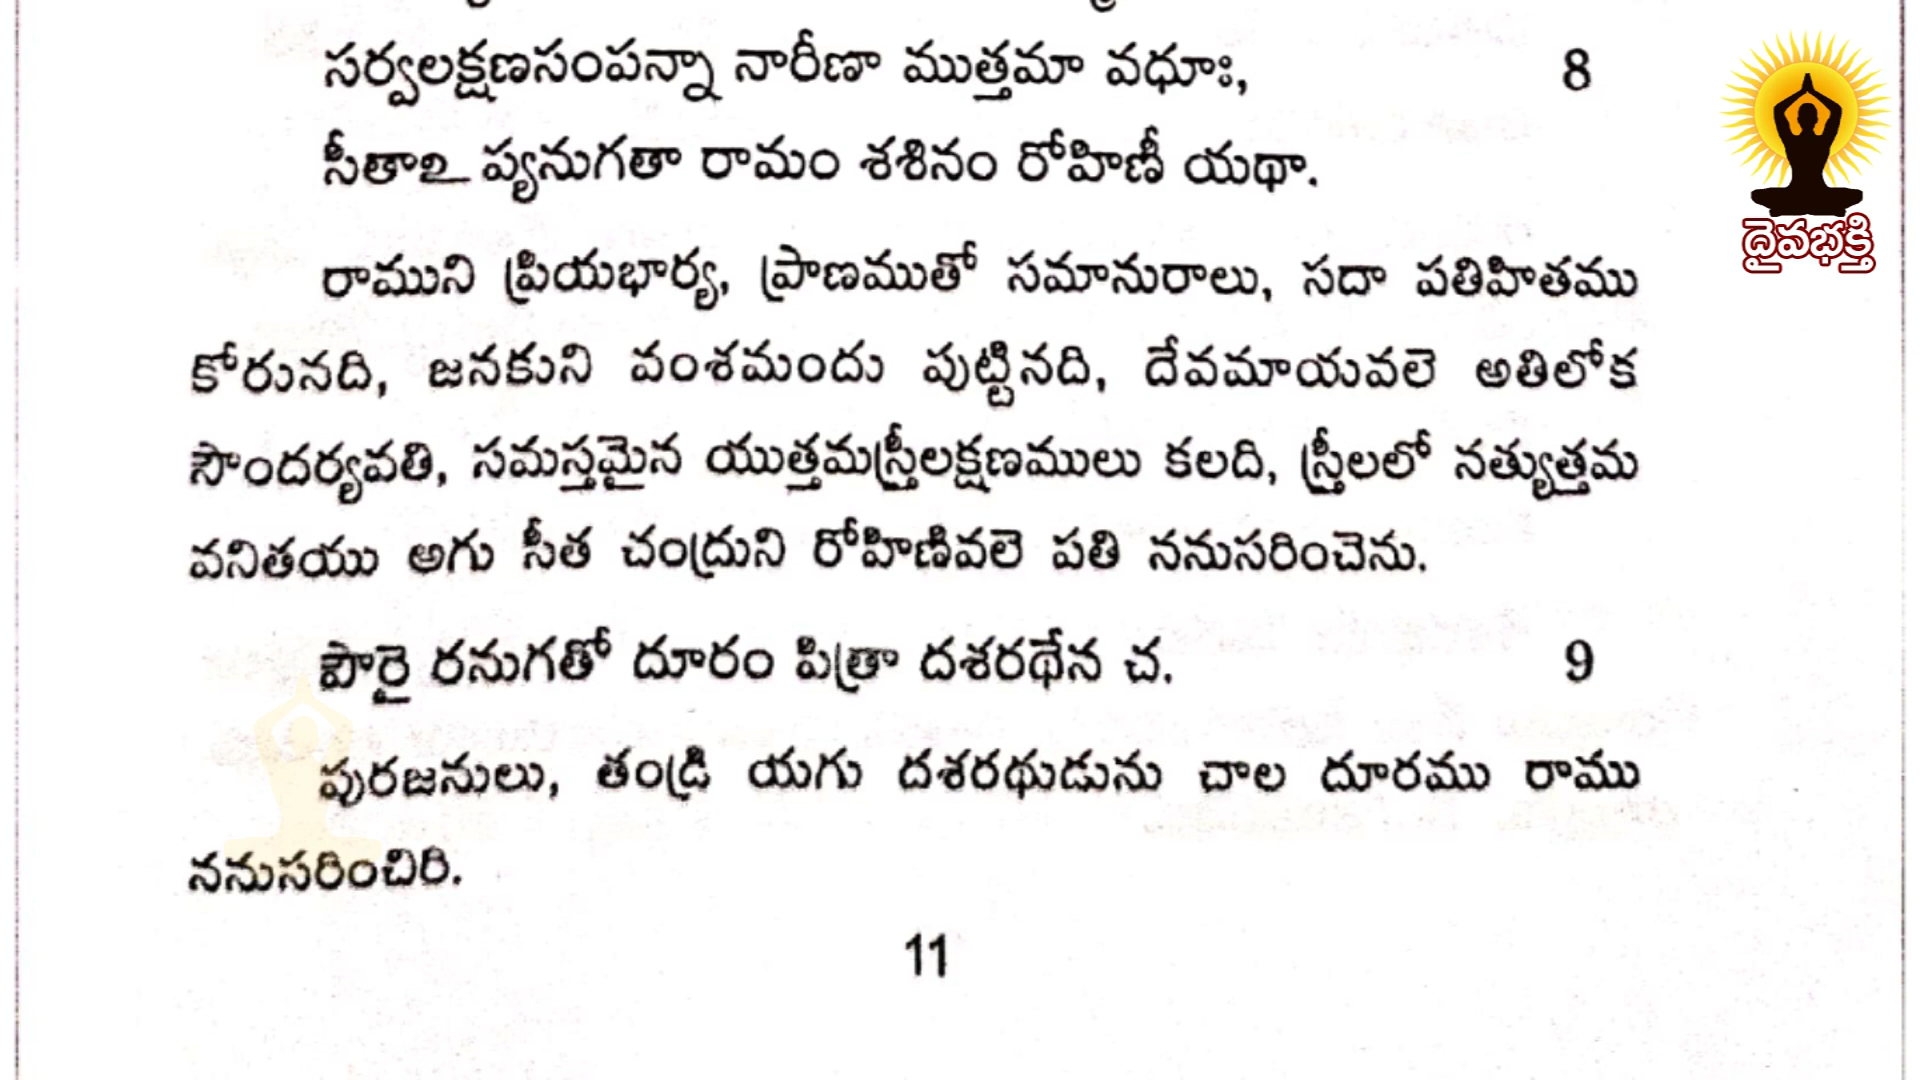 సర్వలక్షణసంపన్నా నారీణా ముత్తమా వధూః, 8
సీతాఽ ప్యనుగతా రామం శశినం రోహిణీ యథా.
దైవభక్తి
రాముని ప్రియభార్య, ప్రాణముతో సమానురాలు, సదా పతిహితము
కోరునది, జనకుని వంశమందు పుట్టినది, దేవమాయవలె అతిలోక
సౌందర్యవతి, సమస్తమైన యుత్తమస్త్రీలక్షణములు కలది, స్త్రీలలో నత్యుత్తమ
వనితయు అగు సీత చంద్రుని రోహిణివలె పతి ననుసరించెను.
పౌరై రనుగతో దూరం పిత్రా దశరథేన చ. 9
పురజనులు, తండ్రి యగు దశరథుడును చాల దూరము రాము
ననుసరించిరి.
11